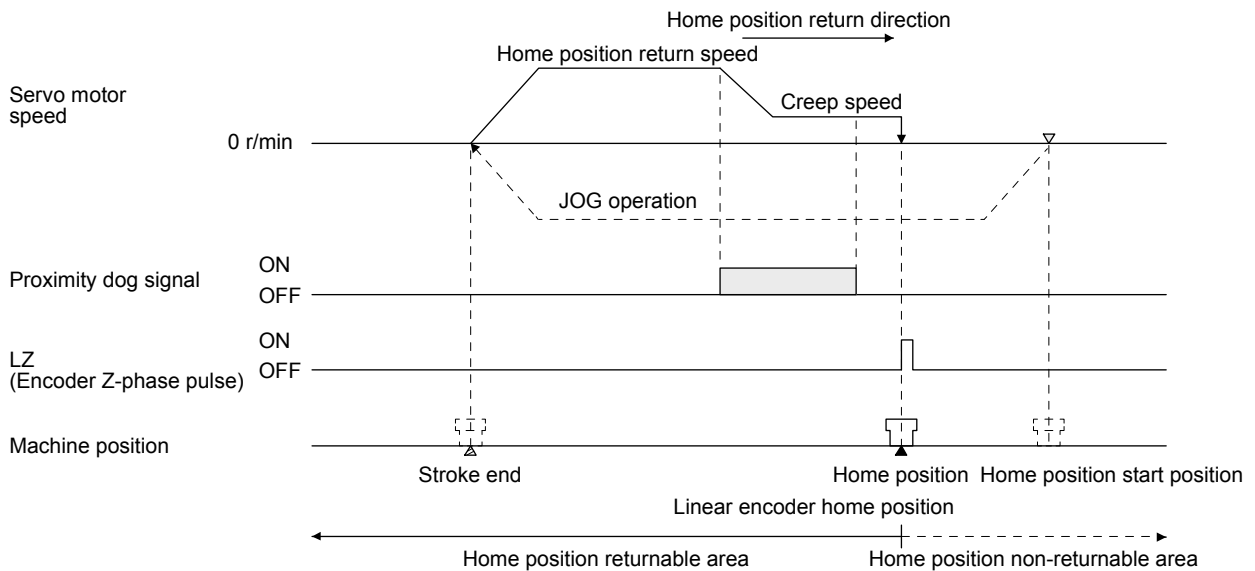 Home position return direction
Home position return speed
Servo motor
speed
Creep speed
0 r/min
JOG operation
ON
Proximity dog signal
OFF
ON
LZ
OFF
(Encoder Z-phase pulse)
Machine position
Stroke end
Home position
Home position start position
Linear encoder home position
Home position returnable area
Home position non-returnable area